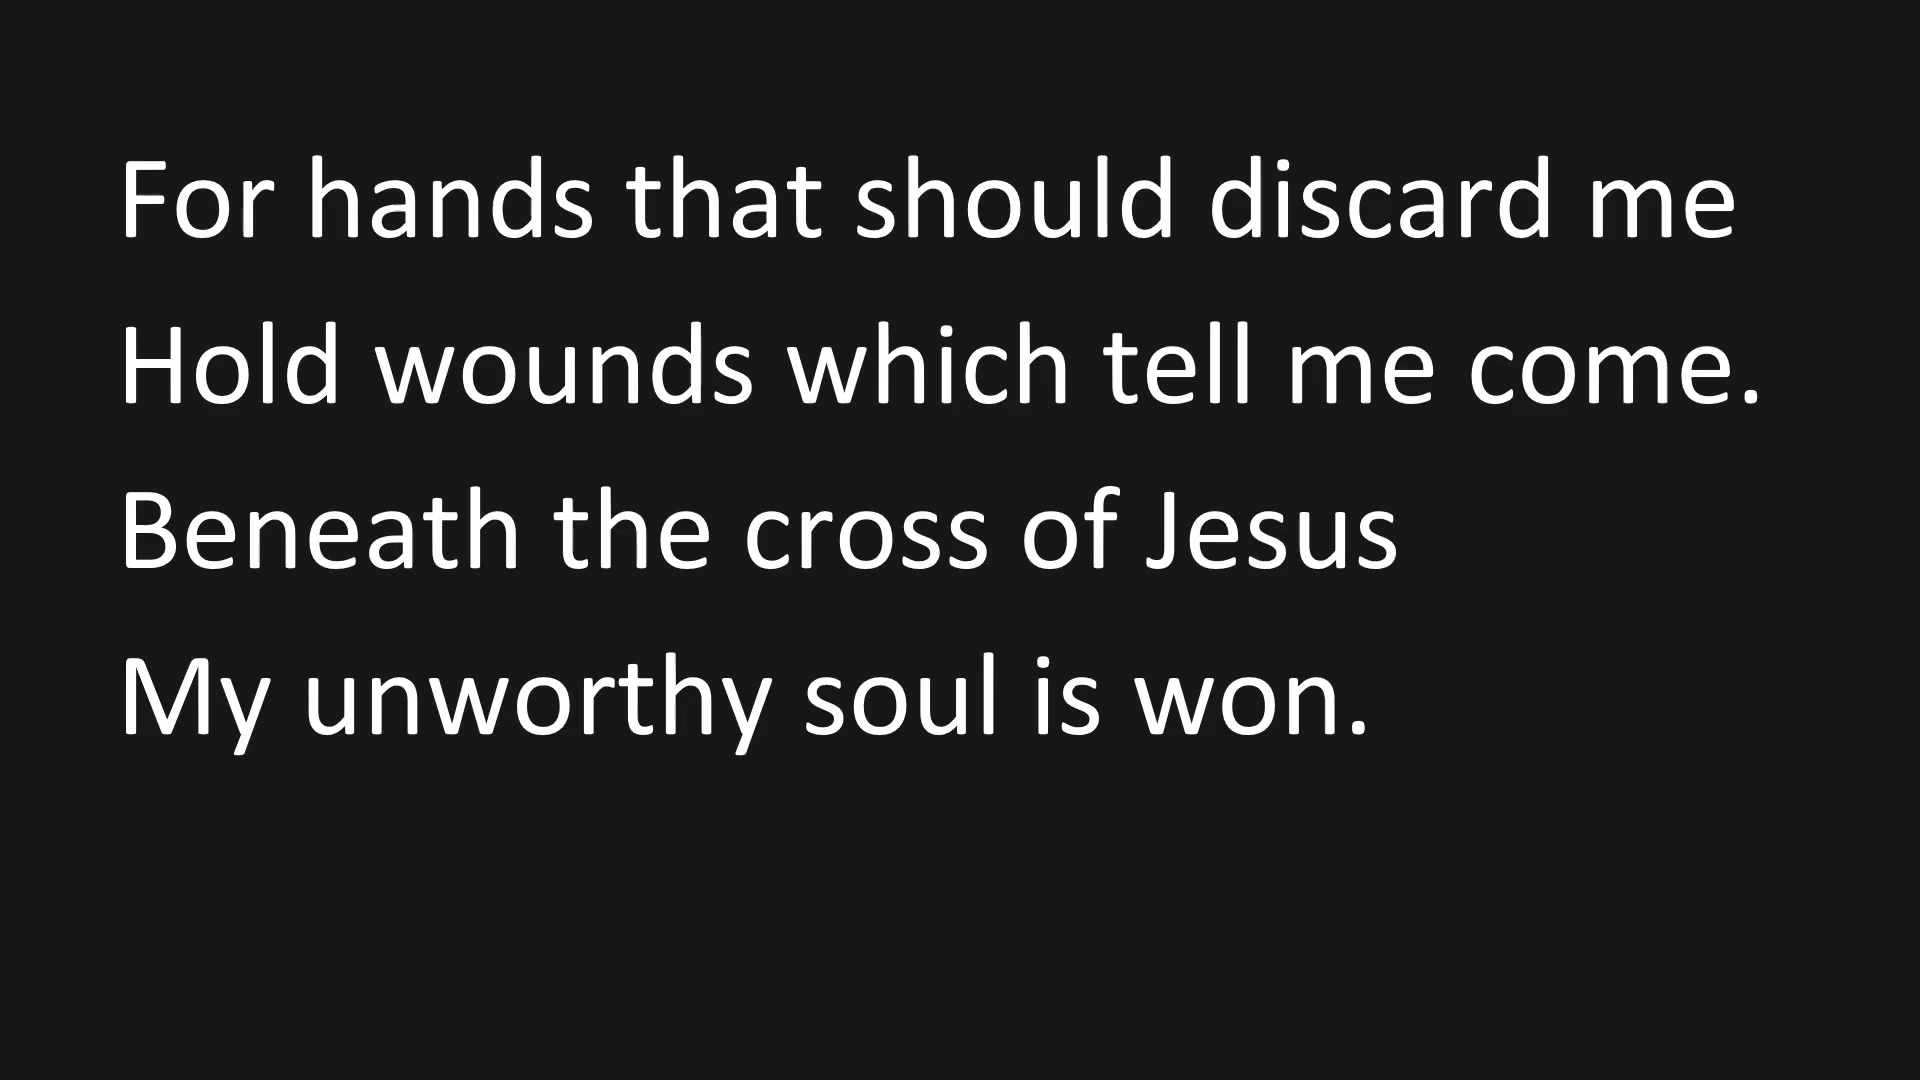 For hands that should discard me
Hold wounds which tell me come.
Beneath the cross of Jesus
My unworthy soul is won.